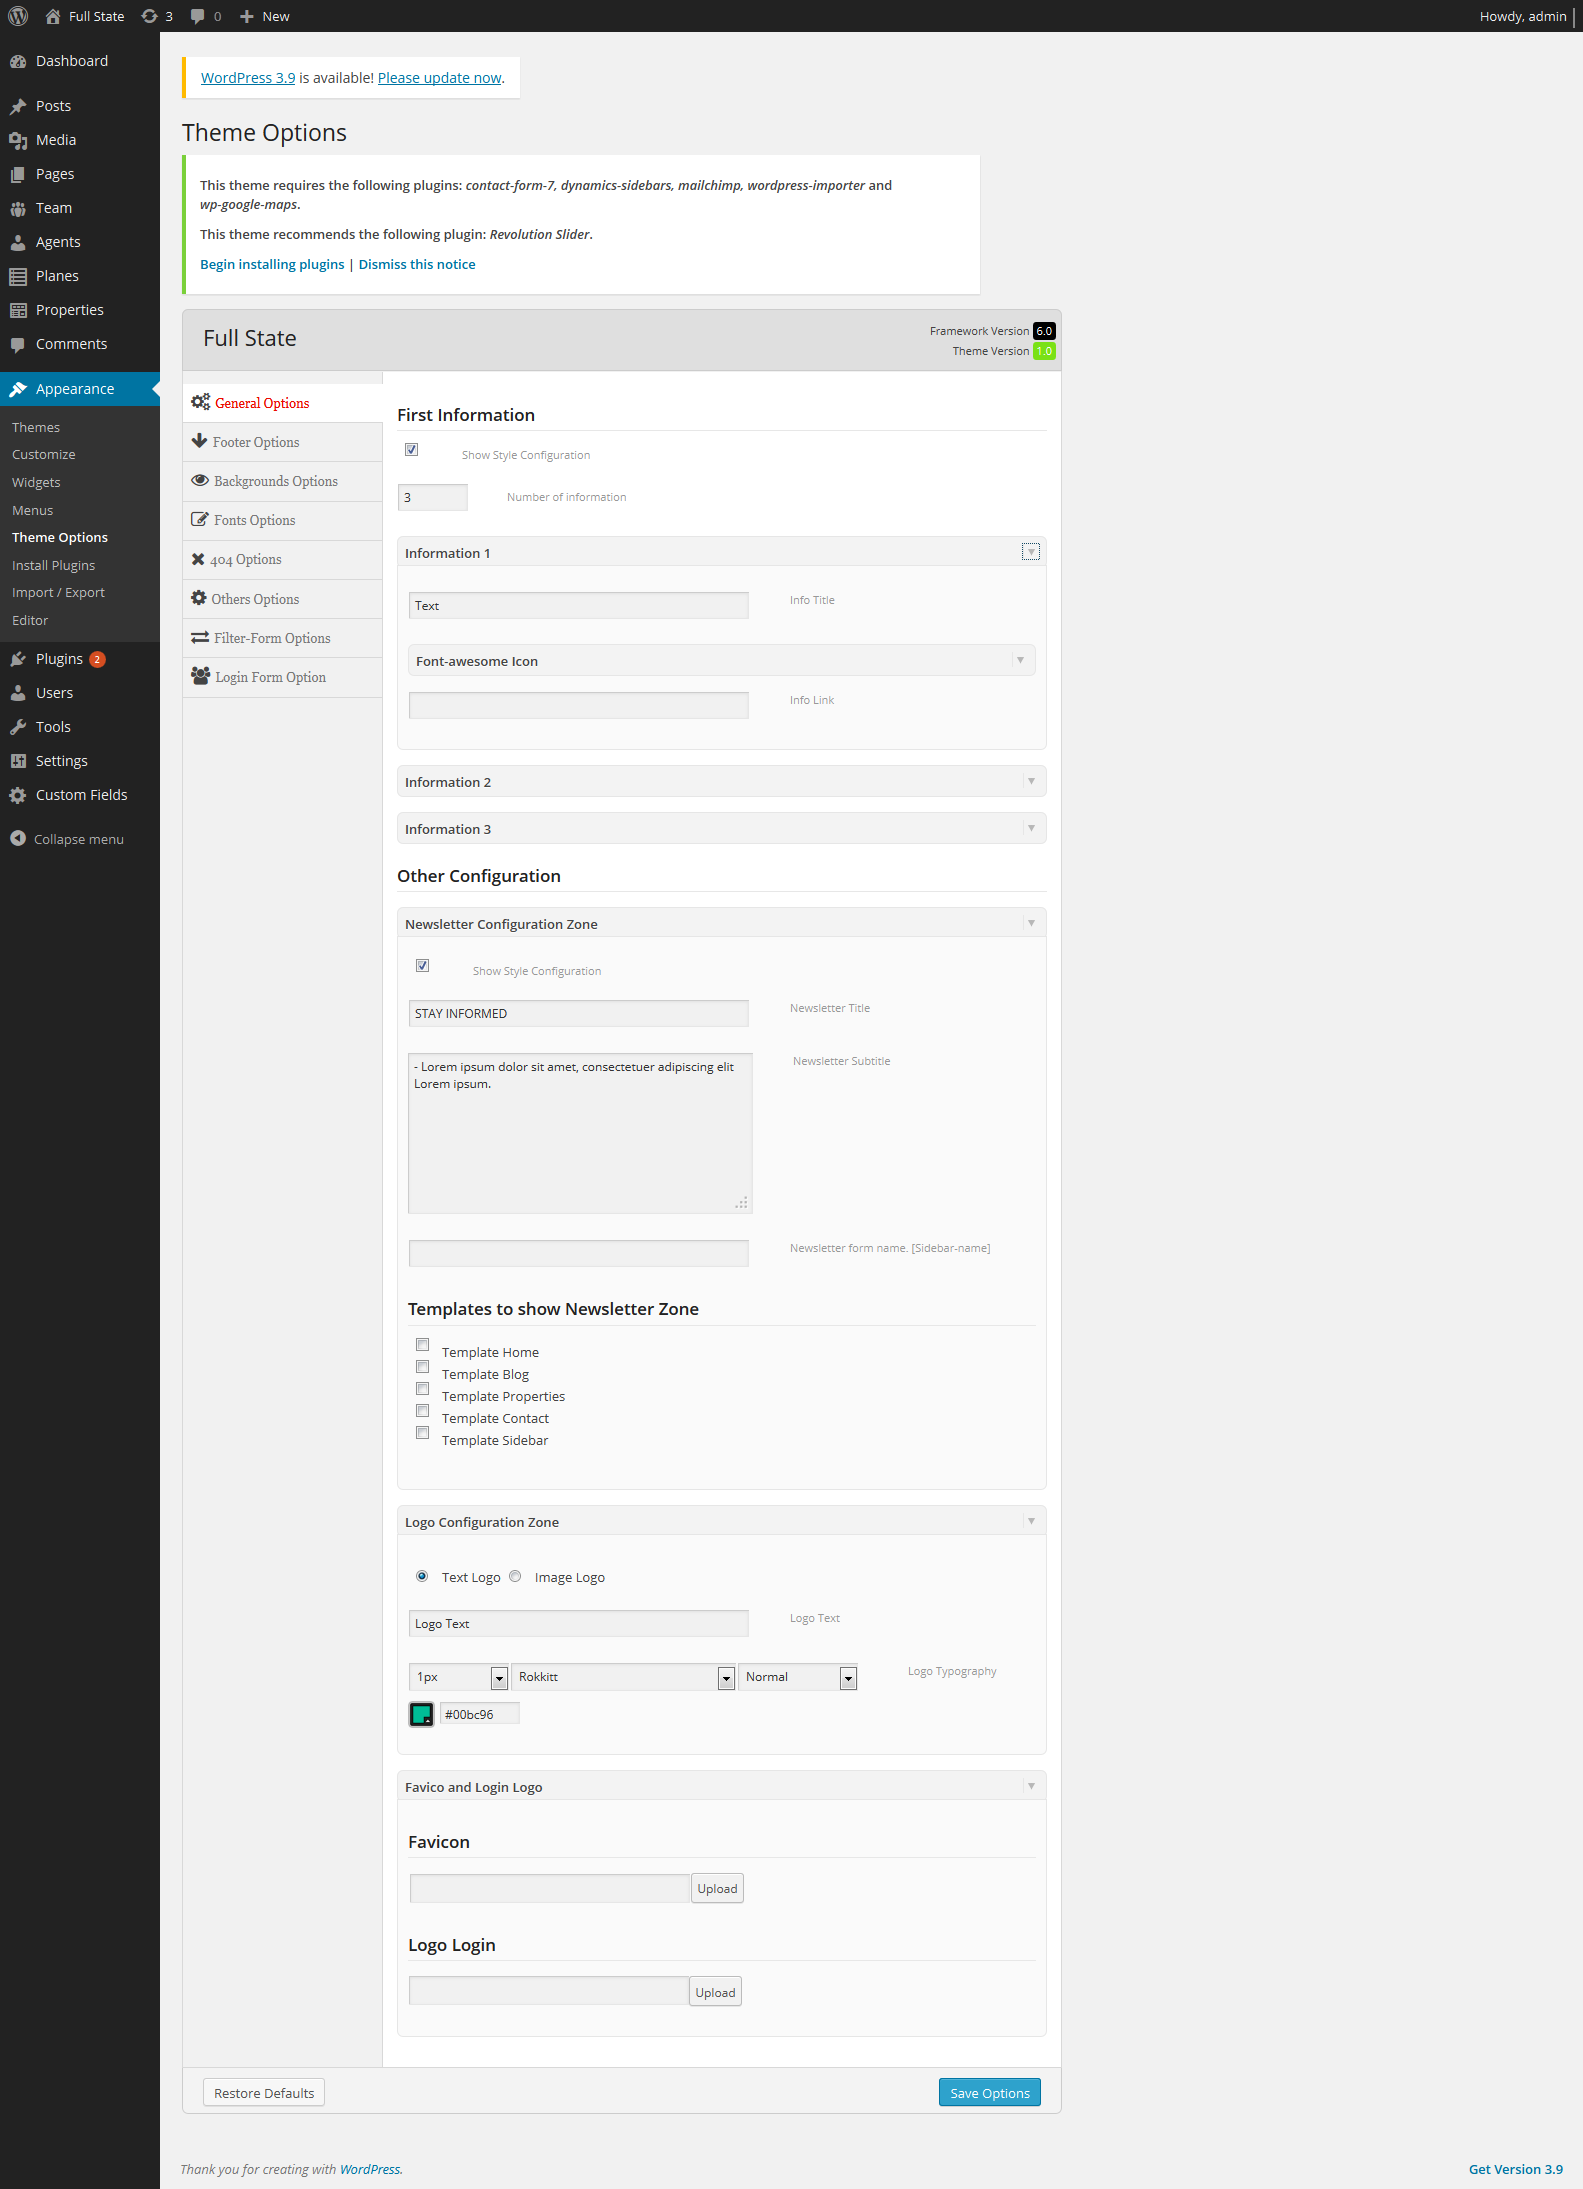 Full State
3
0
New
Howdy, admin
Dashboard
Posts
Media
Pages
Team
Agents
Planes
Properties
Comments
Appearance
Themes
Customize
Widgets
Menus
Theme Options
Install Plugins
Import / Export
Editor
Plugins 2
Users
Tools
Settings
Custom Fields
Collapse menu
WordPress 3.9 is available! Please update now.
Theme Options
This theme requires the following plugins: contact-form-7, dynamics-sidebars, mailchimp, wordpress-importer and
wp-google-maps.
This theme recommends the following plugin: Revolution Slider.
Begin installing plugins | Dismiss this notice
Full State
Framework Version 6.0
Theme Version 1.0
General Options
Footer Options
Backgrounds Options
Fonts Options
404 Options
Others Options
Filter-Form Options
Login Form Option
First Information
Show Style Configuration
3 Number of information
Information 1
Text Info Title
Font-awesome Icon
Info Link
Information 2
Information 3
Other Configuration
Newsletter Configuration Zone
Show Style Configuration
STAY INFORMED Newsletter Title
- Lorem ipsum dolor sit amet, consectetuer adipiscing elit
Lorem ipsum.
Newsletter Subtitle
Newsletter form name. [Sidebar-name]
Templates to show Newsletter Zone
Template Home
Template Blog
Template Properties
Template Contact
Template Sidebar
Logo Configuration Zone
Text Logo Image Logo
Logo Text Logo Text
1px Rokkitt Normal Logo Typography
#00bc96
Favico and Login Logo
Favicon
Upload
Logo Login
Upload
Restore Defaults
Save Options
Thank you for creating with WordPress.
Get Version 3.9